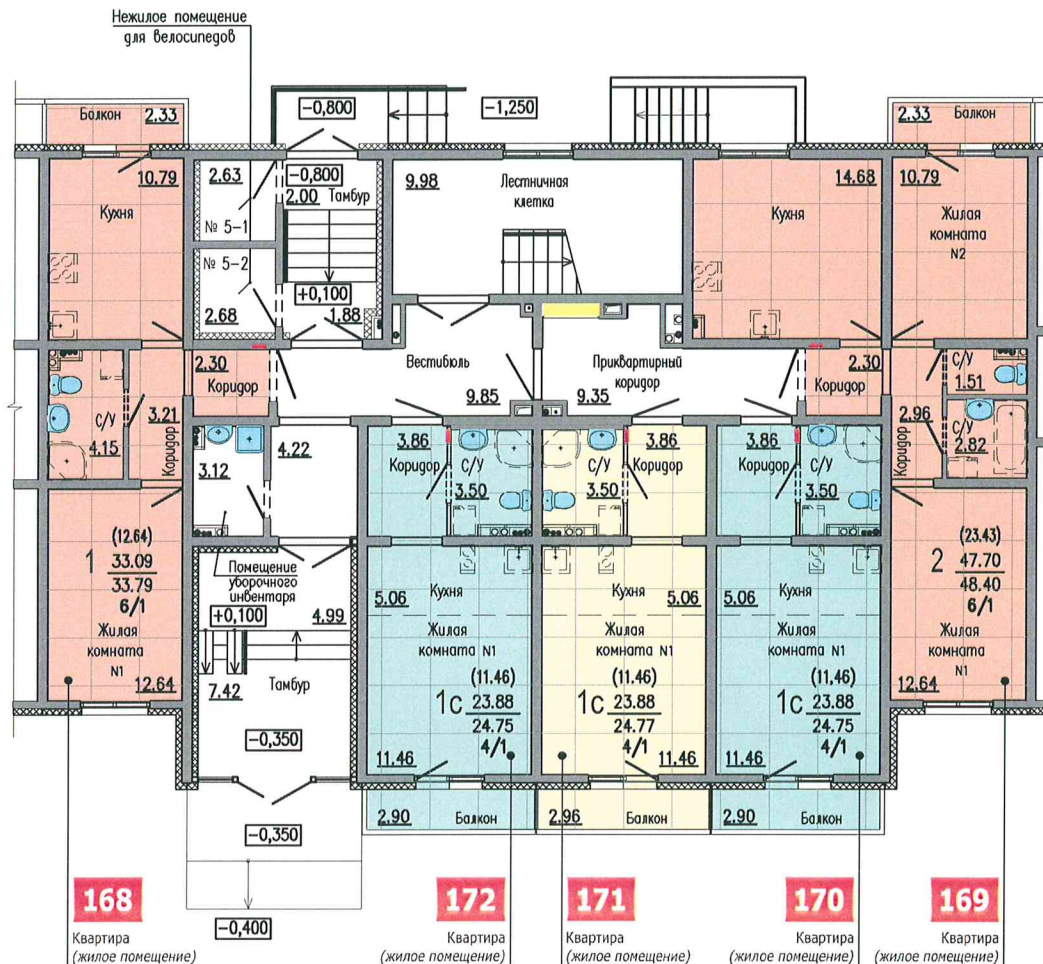 Нежилое помещение
для велосипедов
Балкон
2.33
-0,800
-1,250
2.33
Балкон
10.79
Кухня
2.63
№ 5-1
№ 5-2
2.68
-0,800
2.00
Тамбур
+0,100
1.88
9.98
Лестничная
клетка
14.68
Кухня
10.79
Жилая
комната
N2
2.30
Коридор
Вестибюль
9.85
Приквартирный
коридор
9.35
2.30
Коридор
С/У
1.51
3.21
Коридор
С/У
4.15
3.12
4.22
3.86
Коридор
С/У
3.50
3.86
Коридор
С/У
3.50
3.86
Коридор
С/У
3.50
2.96
Коридор
С/У
2.82
1
(12.64)
33.09
33.79
6/1
Жилая
комната
N1
12.64
Помещение
уборочного
инвентаря
+0,100
4.99
7.42
Тамбур
-0,350
-0,350
-0,400
Кухня
5.06
Жилая
комната N1
(11.46)
1С
23.88
24.75
4/1
11.46
Кухня
5.06
Жилая
комната N1
(11.46)
1С
23.88
24.77
4/1
11.46
Кухня
5.06
Жилая
комната N1
(11.46)
1С
23.88
24.75
4/1
11.46
2
(23.43)
47.70
48.40
6/1
Жилая
комната
N1
12.64
2.90
Балкон
2.96
Балкон
2.90
Балкон
168
Квартира
(жилое помещение)
172
Квартира
(жилое помещение)
171
Квартира
(жилое помещение)
170
Квартира
(жилое помещение)
169
Квартира
(жилое помещение)